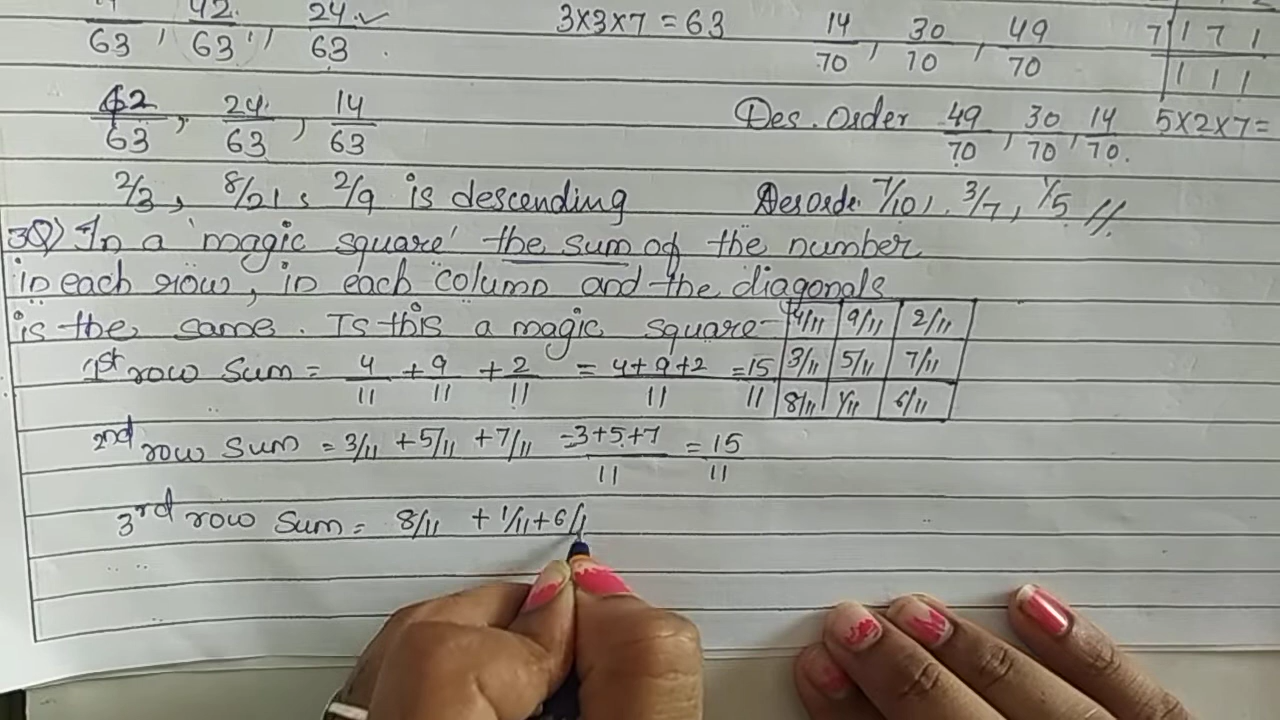 63, 42/63, 24/63
3×3×7 = 63
14/70, 30/70, 49/70
7 | 1 7 1
1 1 1
42/63, 24/63, 14/63
Des. Order 49/70, 30/70, 14/70.
5×2×7=
2/3, 8/21, 2/9 is descending
Des Orde. 7/10, 3/7, 1/5 //.
3Q) In a 'magic square' the sum of the number
in each row, in each column and the diagonals
is the same. Is this a magic square-
4/11 9/11 2/11
3/11 5/11 7/11
8/11 1/11 6/11
1st row Sum = 4/11 + 9/11 + 2/11 = 4+9+2/11 = 15/11
2nd row Sum = 3/11 + 5/11 + 7/11 = 3+5+7/11 = 15/11
3rd row Sum = 8/11 + 1/11 + 6/1